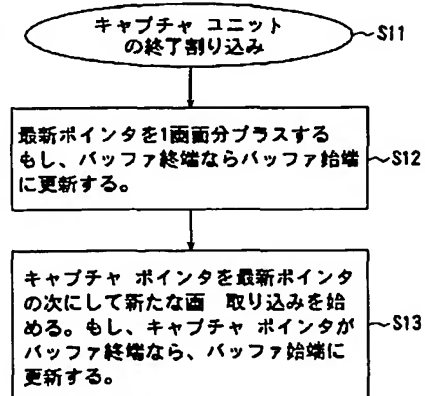 キャプチャ ユニット
の終了割り込み
S11
最新ポインタを1画面分プラスする
もし、バッファ終端ならバッファ始端
に更新する。
S12
キャプチャ ポインタを最新ポインタ
の次にして新たな画 取り込みを始
める。もし、キャプチャ ポインタが
バッファ終端なら、バッファ始端に
更新する。
S13